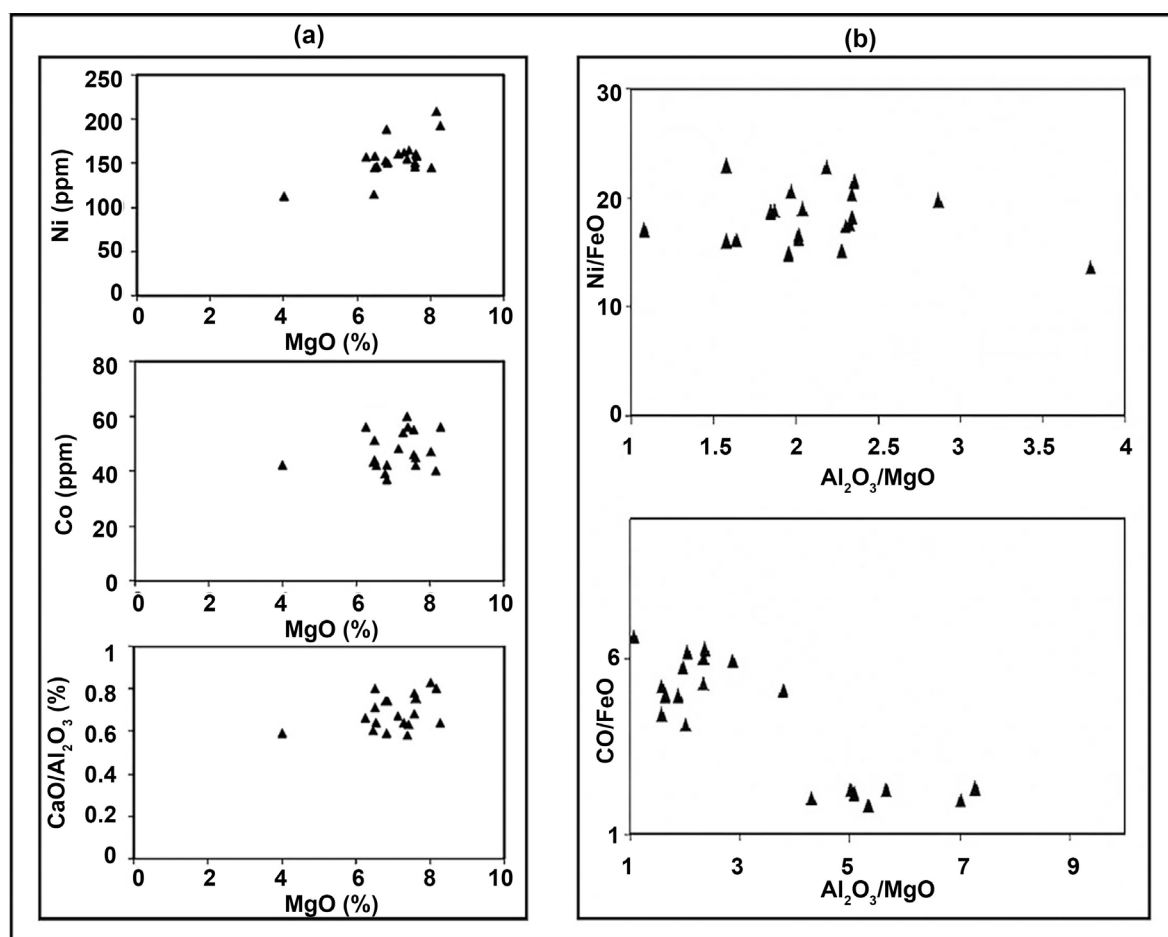 (a)
250
200
150
100
50
0
Ni (ppm)
0 2 4 6 8 10
MgO (%)
80
60
40
20
0
Co (ppm)
0 2 4 6 8 10
MgO (%)
1
0.8
0.6
0.4
0.2
0
CaO/Al₂O₃ (%)
0 2 4 6 8 10
MgO (%)
(b)
30
20
10
0
Ni/FeO
1 1.5 2 2.5 3 3.5 4
Al₂O₃/MgO
6
1
CO/FeO
1 3 5 7 9
Al₂O₃/MgO